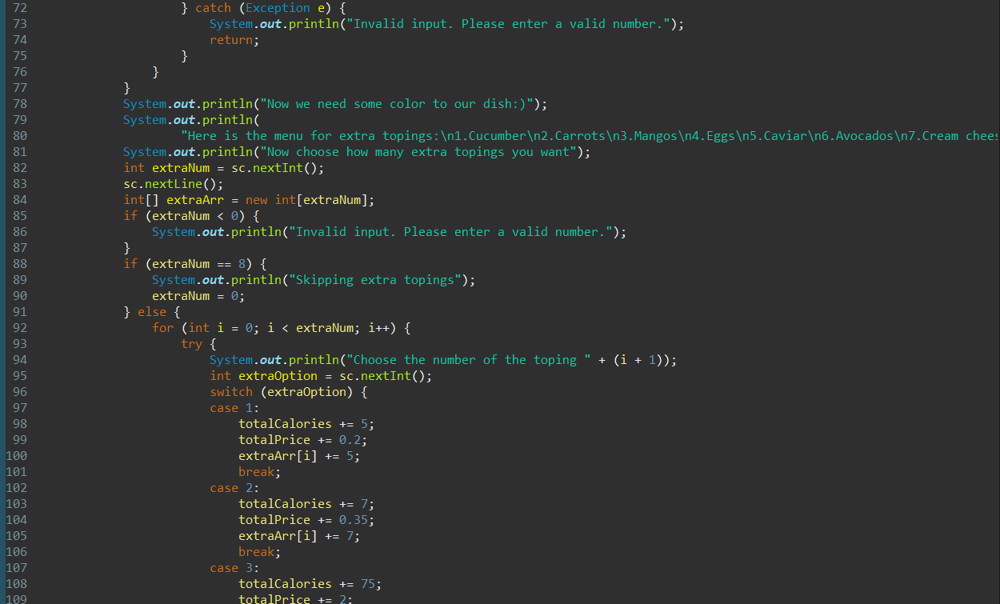 72 } catch (Exception e) {
73 System.out.println("Invalid input. Please enter a valid number.");
74 return;
75 }
76 }
77 }
78 System.out.println("Now we need some color to our dish:)");
79 System.out.println(
80 "Here is the menu for extra topings:\n1.Cucumber\n2.Carrots\n3.Mangos\n4.Eggs\n5.Caviar\n6.Avocados\n7.Cream chees
81 System.out.println("Now choose how many extra topings you want");
82 int extraNum = sc.nextInt();
83 sc.nextLine();
84 int[] extraArr = new int[extraNum];
85 if (extraNum < 0) {
86 System.out.println("Invalid input. Please enter a valid number.");
87 }
88 if (extraNum == 8) {
89 System.out.println("Skipping extra topings");
90 extraNum = 0;
91 } else {
92 for (int i = 0; i < extraNum; i++) {
93 try {
94 System.out.println("Choose the number of the toping " + (i + 1));
95 int extraOption = sc.nextInt();
96 switch (extraOption) {
97 case 1:
98 totalCalories += 5;
99 totalPrice += 0.2;
100 extraArr[i] += 5;
101 break;
102 case 2:
103 totalCalories += 7;
104 totalPrice += 0.35;
105 extraArr[i] += 7;
106 break;
107 case 3:
108 totalCalories += 75;
109 totalPrice += 2;